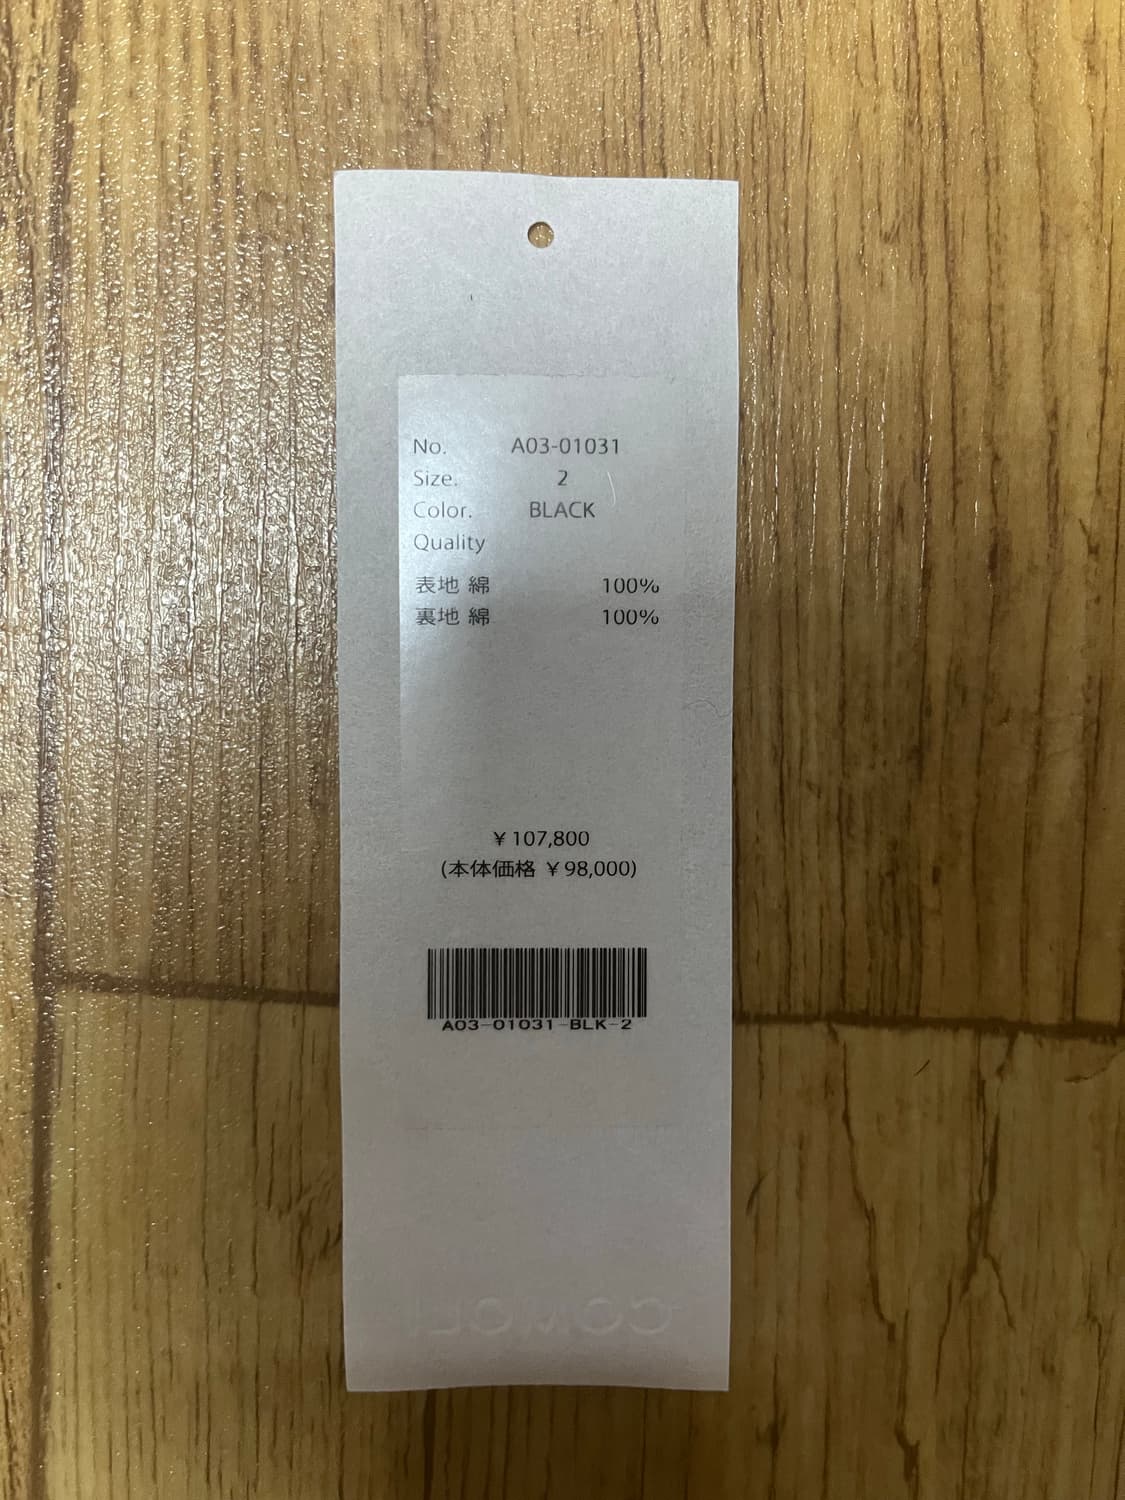 No. A03-01031
Size. 2
Color. BLACK
Quality
表地 綿 100%
裏地 綿 100%
¥ 107,800
(本体価格 ¥ 98,000)
A03-01031-BLK-2
COMOLI